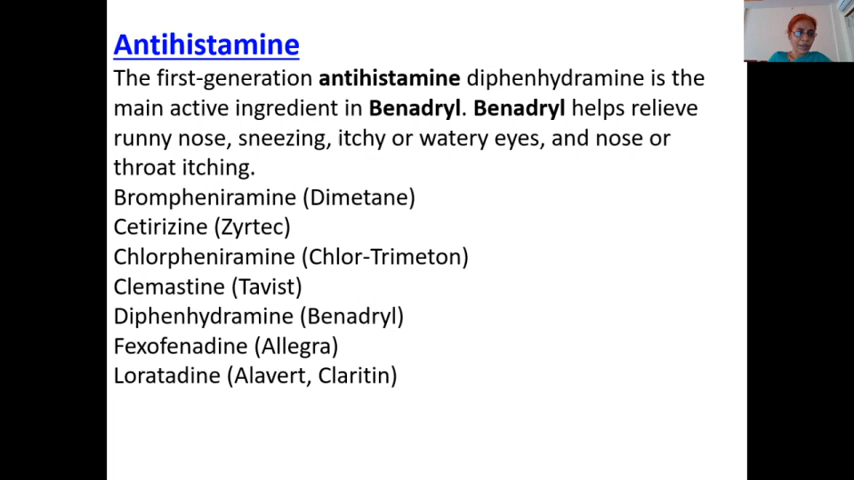 Antihistamine
The first-generation antihistamine diphenhydramine is the
main active ingredient in Benadryl. Benadryl helps relieve
runny nose, sneezing, itchy or watery eyes, and nose or
throat itching.
Brompheniramine (Dimetane)
Cetirizine (Zyrtec)
Chlorpheniramine (Chlor-Trimeton)
Clemastine (Tavist)
Diphenhydramine (Benadryl)
Fexofenadine (Allegra)
Loratadine (Alavert, Claritin)